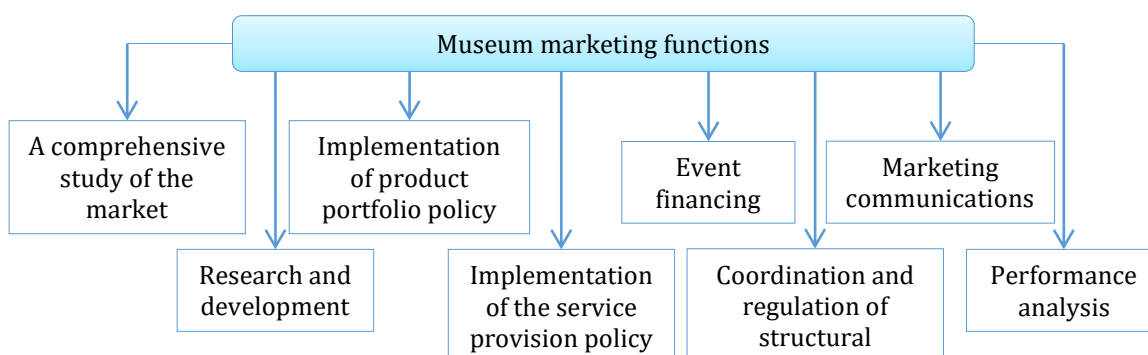 Museum marketing functions
A comprehensive
study of the
market
Implementation
of product
portfolio policy
Event
financing
Marketing
communications
Research and
development
Implementation
of the service
provision policy
Coordination and
regulation of
structural
Performance
analysis